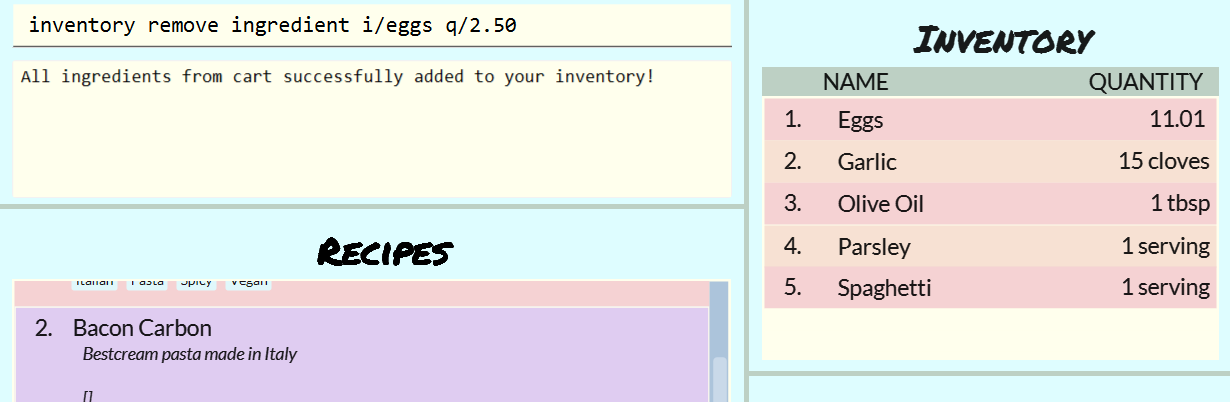 inventory remove ingredient i/eggs q/2.50
All ingredients from cart successfully added to your inventory!
Recipes
Italian Pasta Spicy Vegan
2. Bacon Carbon
Bestcream pasta made in Italy
[]
Inventory
NAME QUANTITY
1. Eggs 11.01
2. Garlic 15 cloves
3. Olive Oil 1 tbsp
4. Parsley 1 serving
5. Spaghetti 1 serving